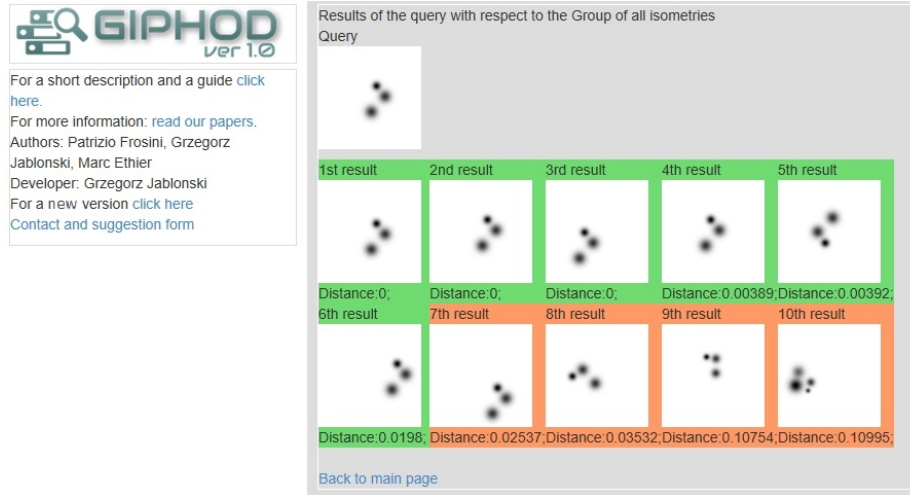 GIPHOD
ver 1.0
For a short description and a guide click
here.
For more information: read our papers.
Authors: Patrizio Frosini, Grzegorz
Jablonski, Marc Ethier
Developer: Grzegorz Jablonski
For a new version click here
Contact and suggestion form
Results of the query with respect to the Group of all isometries
Query
1st result 2nd result 3rd result 4th result 5th result
Distance:0; Distance:0; Distance:0; Distance:0.00389; Distance:0.00392;
6th result 7th result 8th result 9th result 10th result
Distance:0.0198; Distance:0.02537; Distance:0.03532; Distance:0.10754; Distance:0.10995;
Back to main page